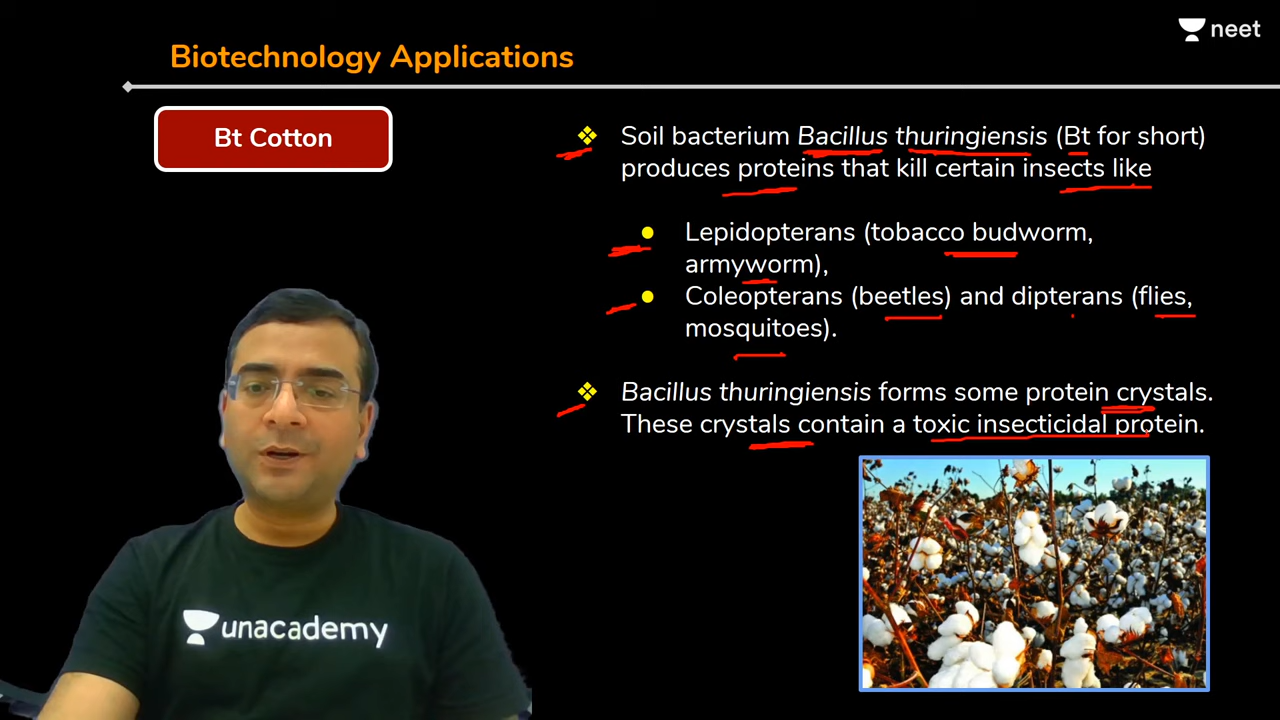 neet
Biotechnology Applications
Bt Cotton
Soil bacterium Bacillus thuringiensis (Bt for short)
produces proteins that kill certain insects like
Lepidopterans (tobacco budworm,
armyworm),
Coleopterans (beetles) and dipterans (flies,
mosquitoes).
Bacillus thuringiensis forms some protein crystals.
These crystals contain a toxic insecticidal protein.
unacademy